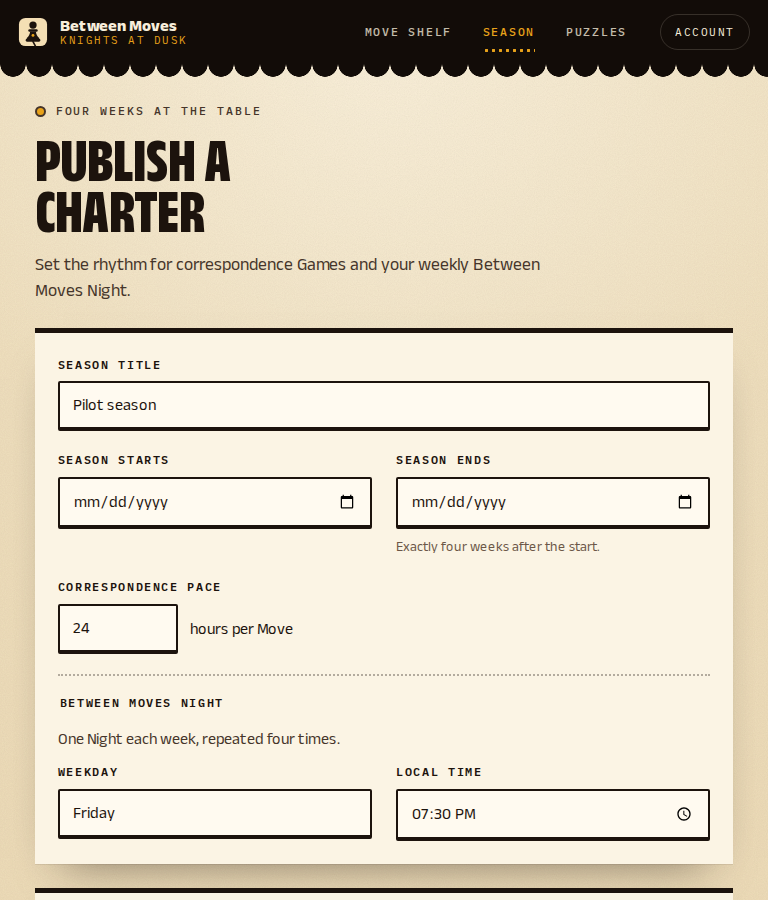 Between Moves
KNIGHTS AT DUSK
MOVE SHELF
SEASON
PUZZLES
ACCOUNT
FOUR WEEKS AT THE TABLE
PUBLISH A
CHARTER
Set the rhythm for correspondence Games and your weekly Between
Moves Night.
SEASON TITLE
Pilot season
SEASON STARTS
SEASON ENDS
mm/dd/yyyy
mm/dd/yyyy
Exactly four weeks after the start.
CORRESPONDENCE PACE
24
hours per Move
BETWEEN MOVES NIGHT
One Night each week, repeated four times.
WEEKDAY
LOCAL TIME
Friday
07:30 PM